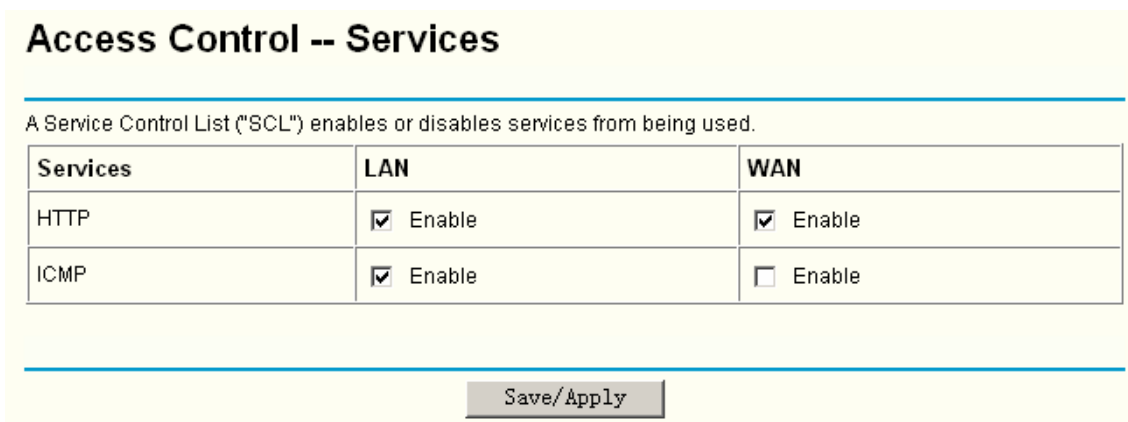 Access Control -- Services
A Service Control List ("SCL") enables or disables services from being used.
Services LAN WAN
HTTP Enable Enable
ICMP Enable Enable
Save/Apply